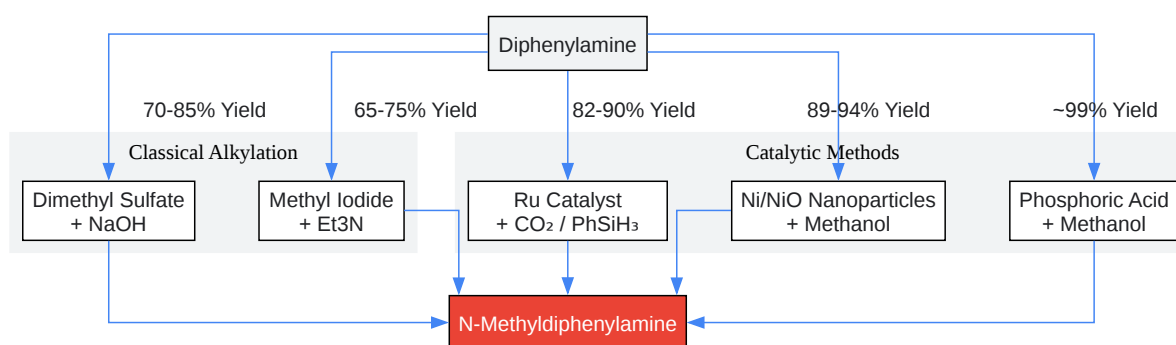 Diphenylamine
70-85% Yield
65-75% Yield
82-90% Yield
89-94% Yield
~99% Yield
Classical Alkylation
Catalytic Methods
Dimethyl Sulfate
+ NaOH
Methyl Iodide
+ Et3N
Ru Catalyst
+ CO₂ / PhSiH₃
Ni/NiO Nanoparticles
+ Methanol
Phosphoric Acid
+ Methanol
N-Methyldiphenylamine